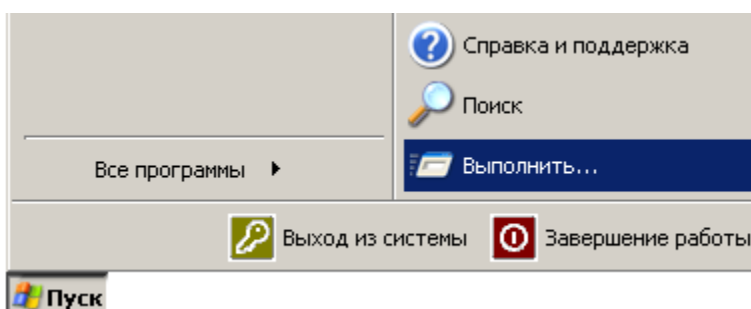 Справка и поддержка
Поиск
Все программы
Выполнить...
Выход из системы
Завершение работы
Пуск